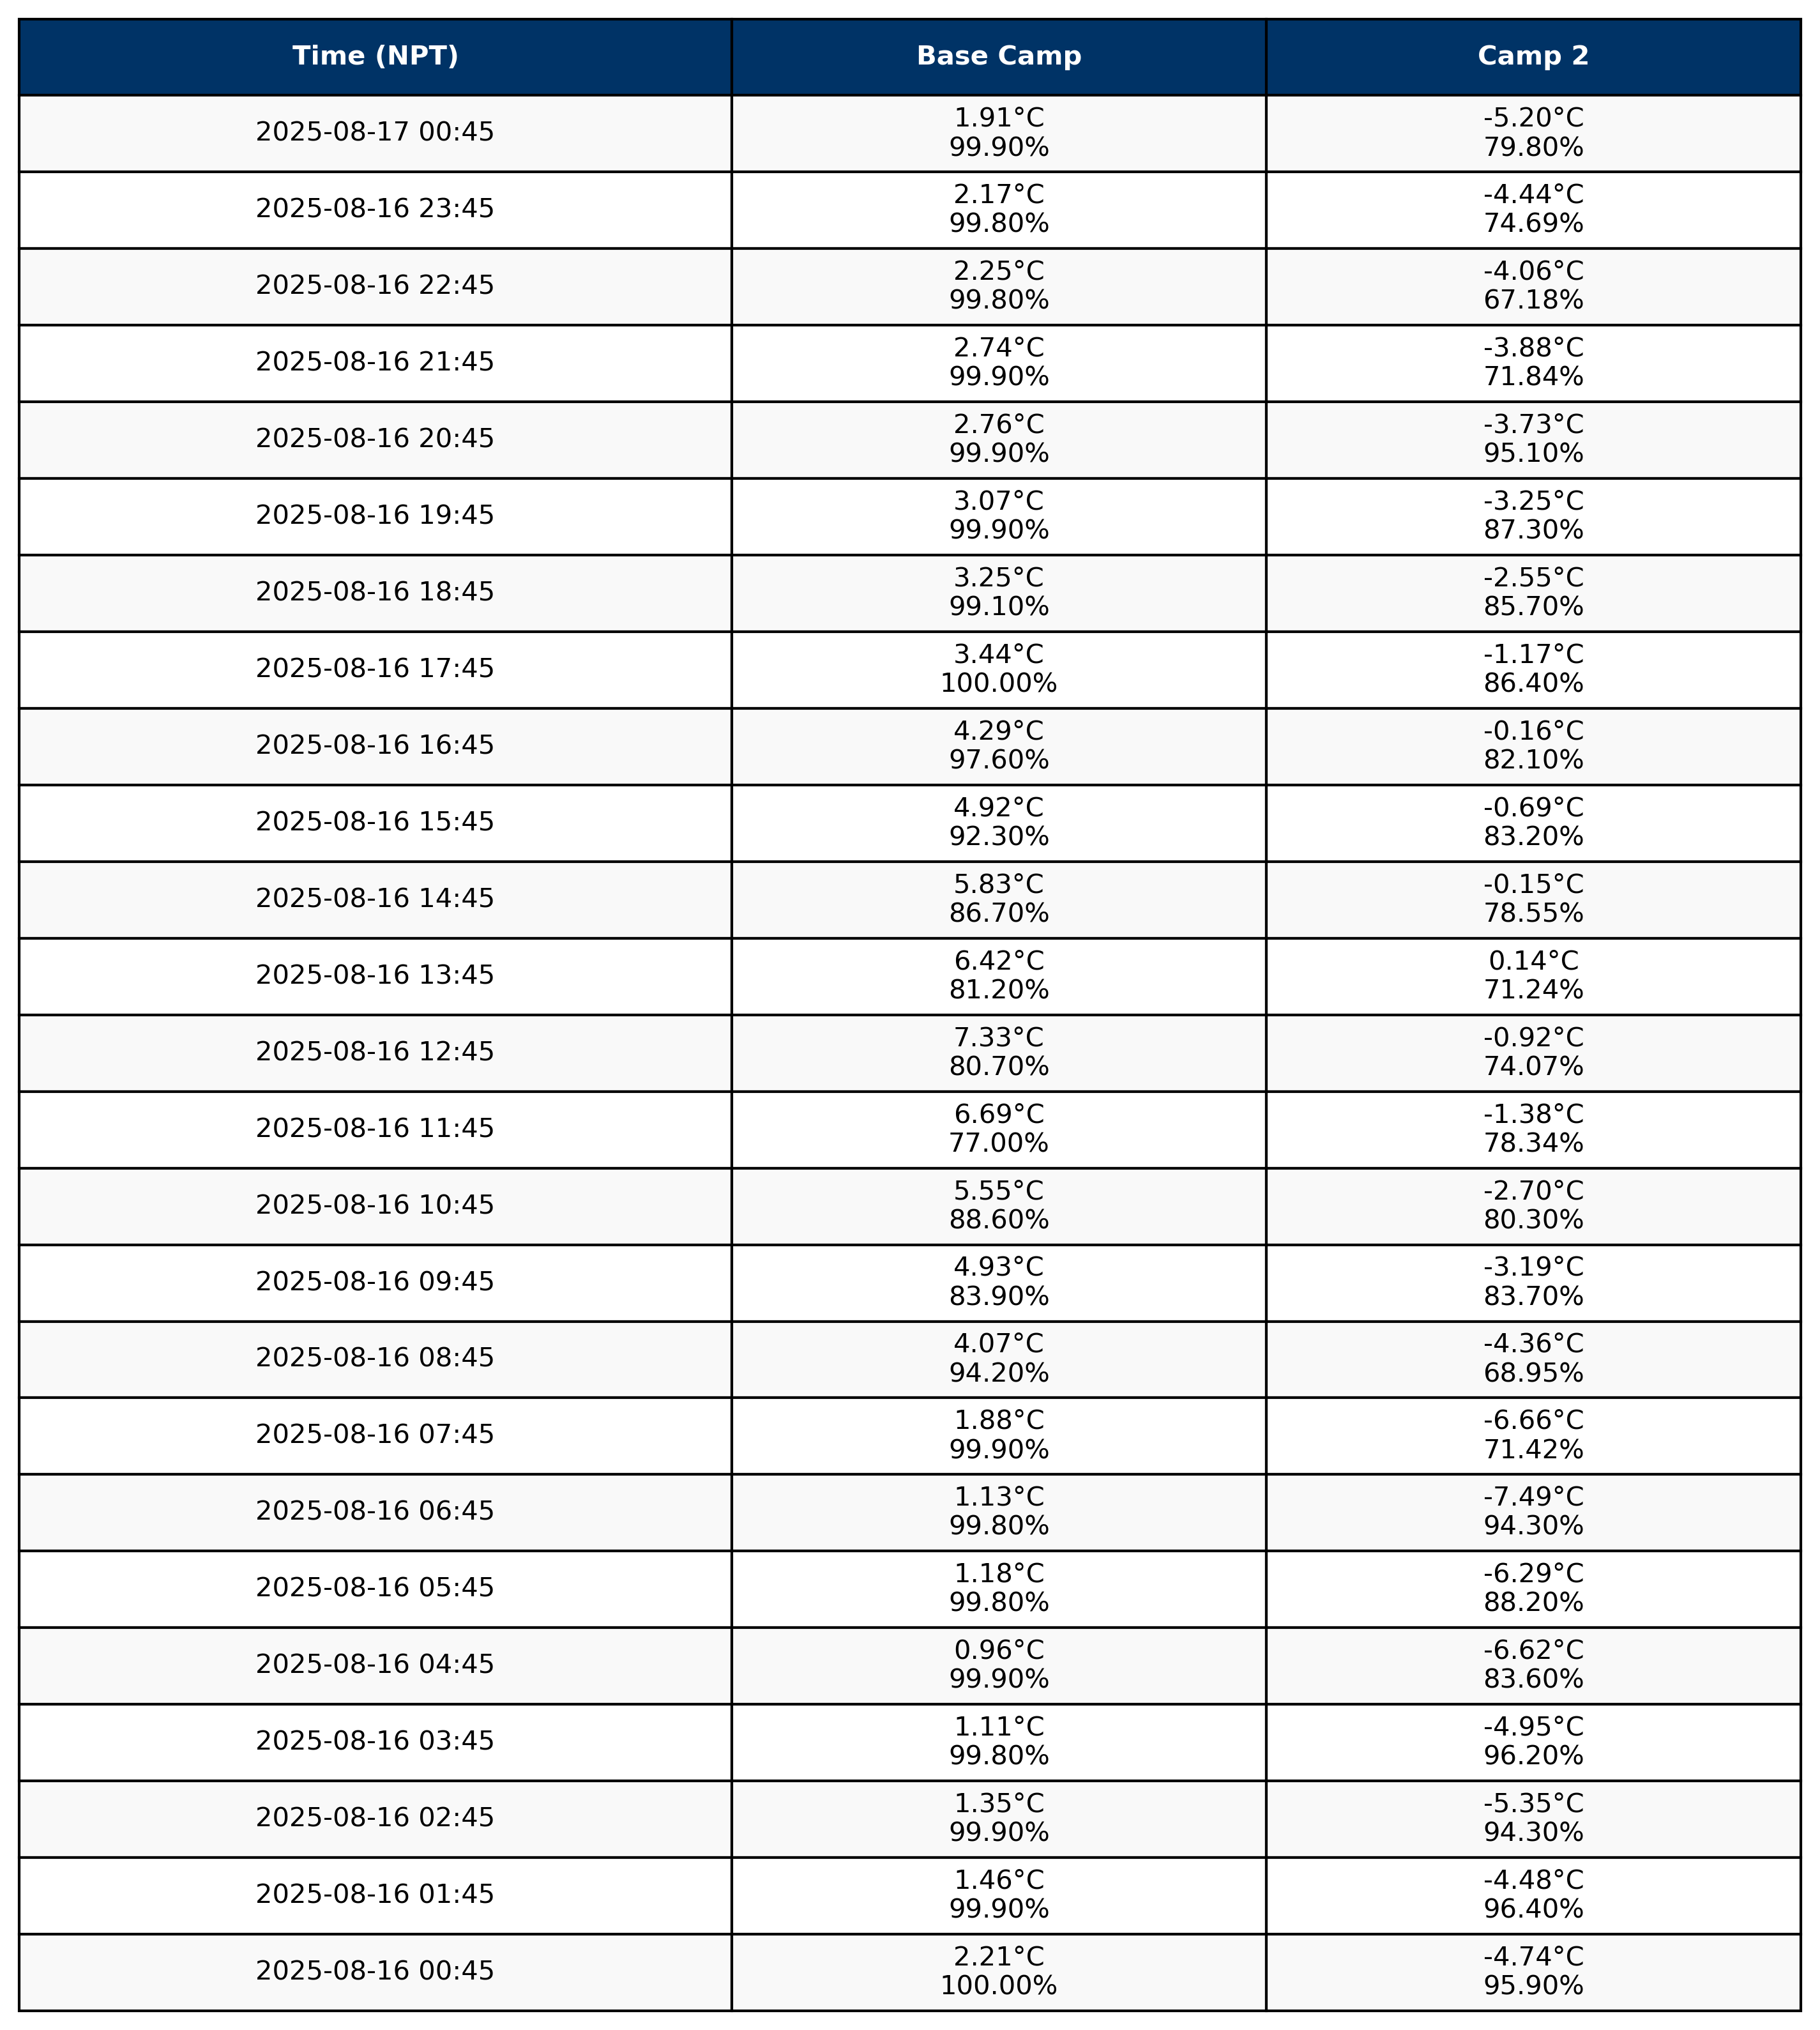 Time (NPT) Base Camp Camp 2
2025-08-17 00:45 1.91°C -5.20°C
99.90% 79.80%
2025-08-16 23:45 2.17°C -4.44°C
99.80% 74.69%
2025-08-16 22:45 2.25°C -4.06°C
99.80% 67.18%
2025-08-16 21:45 2.74°C -3.88°C
99.90% 71.84%
2025-08-16 20:45 2.76°C -3.73°C
99.90% 95.10%
2025-08-16 19:45 3.07°C -3.25°C
99.90% 87.30%
2025-08-16 18:45 3.25°C -2.55°C
99.10% 85.70%
2025-08-16 17:45 3.44°C -1.17°C
100.00% 86.40%
2025-08-16 16:45 4.29°C -0.16°C
97.60% 82.10%
2025-08-16 15:45 4.92°C -0.69°C
92.30% 83.20%
2025-08-16 14:45 5.83°C -0.15°C
86.70% 78.55%
2025-08-16 13:45 6.42°C 0.14°C
81.20% 71.24%
2025-08-16 12:45 7.33°C -0.92°C
80.70% 74.07%
2025-08-16 11:45 6.69°C -1.38°C
77.00% 78.34%
2025-08-16 10:45 5.55°C -2.70°C
88.60% 80.30%
2025-08-16 09:45 4.93°C -3.19°C
83.90% 83.70%
2025-08-16 08:45 4.07°C -4.36°C
94.20% 68.95%
2025-08-16 07:45 1.88°C -6.66°C
99.90% 71.42%
2025-08-16 06:45 1.13°C -7.49°C
99.80% 94.30%
2025-08-16 05:45 1.18°C -6.29°C
99.80% 88.20%
2025-08-16 04:45 0.96°C -6.62°C
99.90% 83.60%
2025-08-16 03:45 1.11°C -4.95°C
99.80% 96.20%
2025-08-16 02:45 1.35°C -5.35°C
99.90% 94.30%
2025-08-16 01:45 1.46°C -4.48°C
99.90% 96.40%
2025-08-16 00:45 2.21°C -4.74°C
100.00% 95.90%